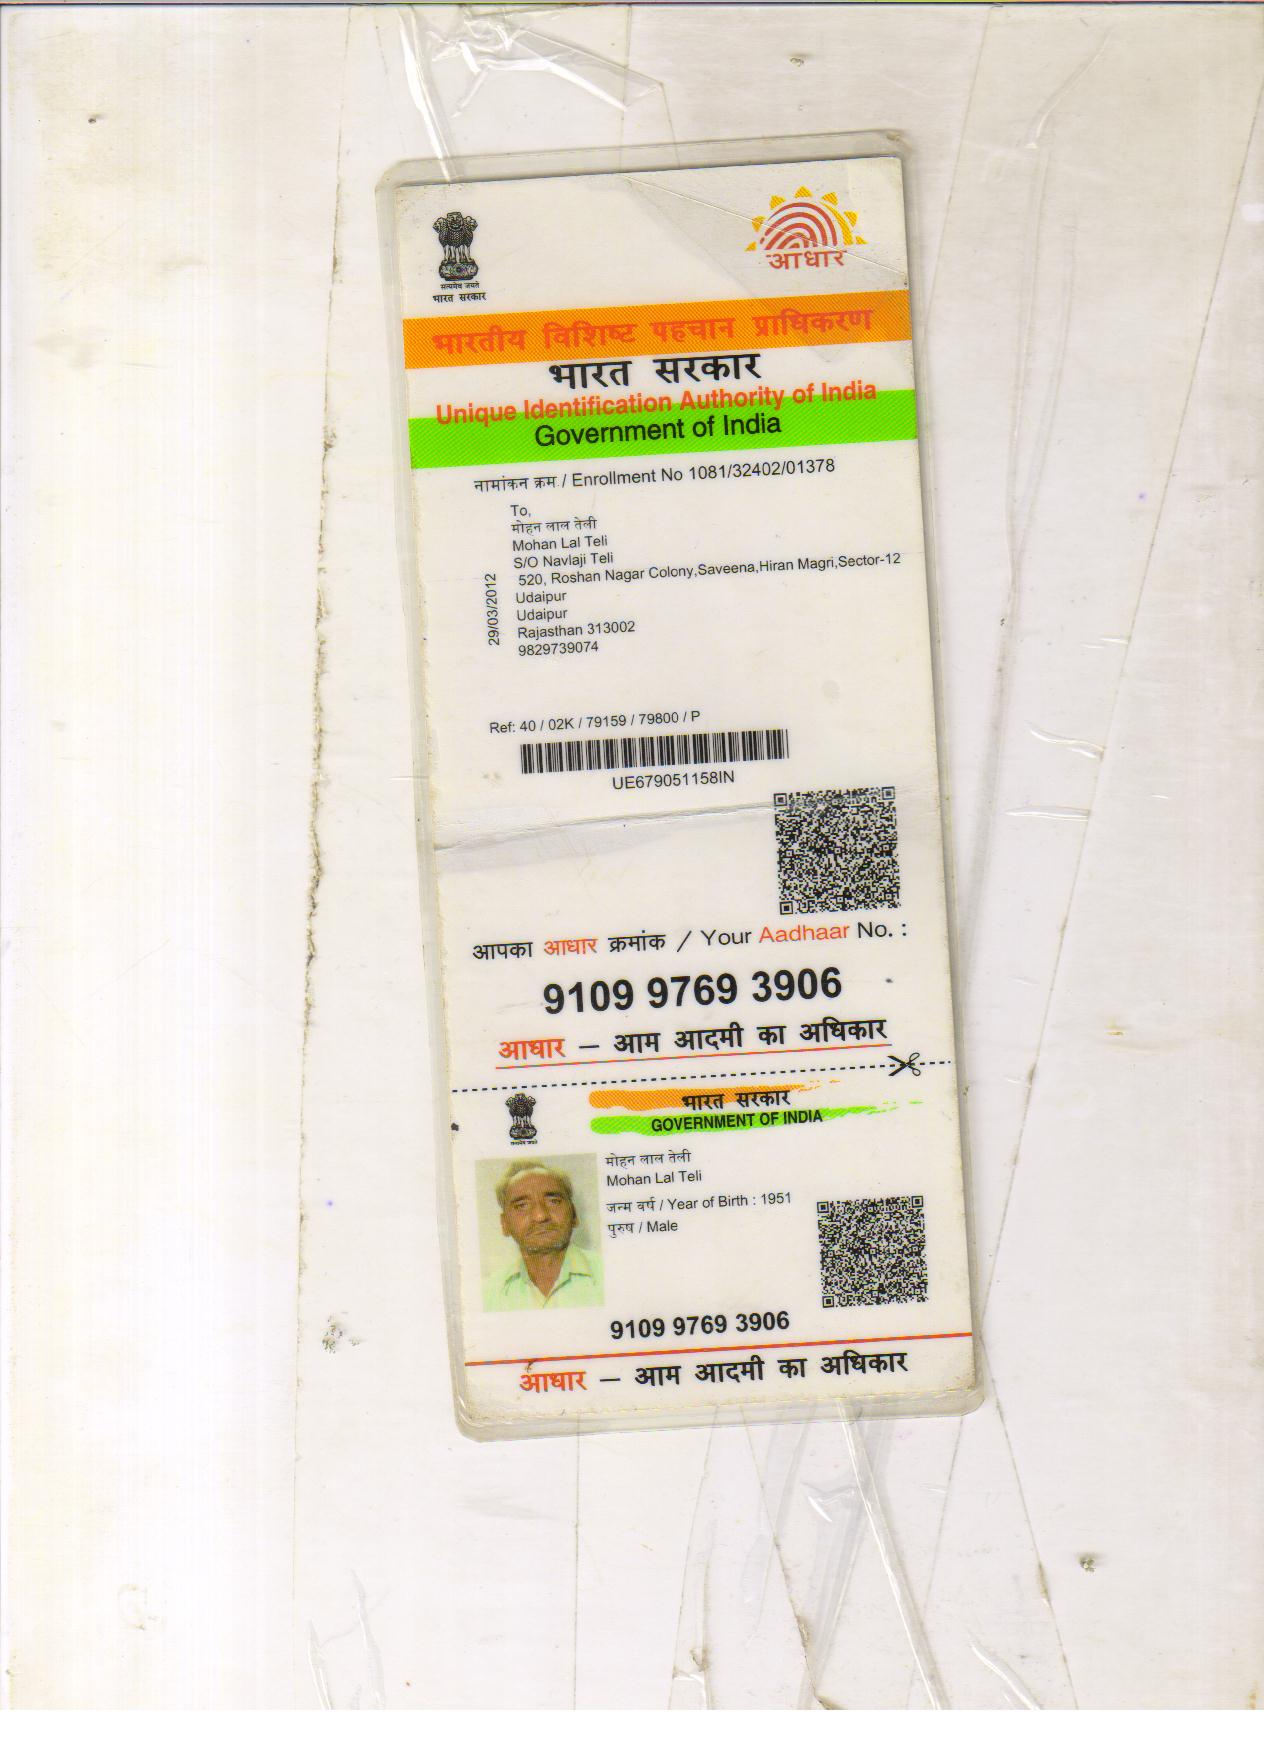 आधार
सत्यमेव जयते
भारत सरकार
भारतीय विशिष्ट पहचान प्राधिकरण
भारत सरकार
Unique Identification Authority of India
Government of India
नामांकन क्रम / Enrollment No 1081/32402/01378
To,
मोहन लाल तेली
Mohan Lal Teli
S/O Navlaji Teli
520, Roshan Nagar Colony,Saveena,Hiran Magri,Sector-12
Udaipur
Udaipur
Rajasthan 313002
9829739074
29/03/2012
Ref: 40 / 02K / 79159 / 79800 / P
UE679051158IN
आपका आधार क्रमांक / Your Aadhaar No. :
9109 9769 3906
आधार – आम आदमी का अधिकार
भारत सरकार
GOVERNMENT OF INDIA
सत्यमेव जयते
मोहन लाल तेली
Mohan Lal Teli
जन्म वर्ष / Year of Birth : 1951
पुरुष / Male
9109 9769 3906
आधार – आम आदमी का अधिकार